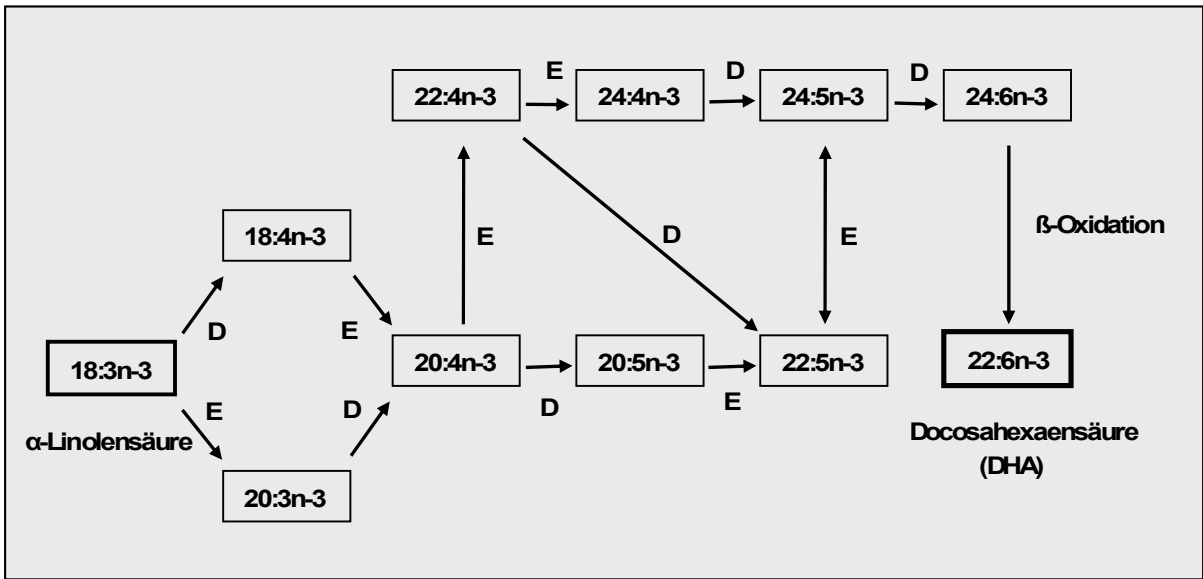 E
D
D
22:4n-3
24:4n-3
24:5n-3
24:6n-3
18:4n-3
E
D
E
ß-Oxidation
D
E
18:3n-3
20:4n-3
20:5n-3
22:5n-3
22:6n-3
E
D
D
E
α-Linolensäure
Docosahexaensäure
(DHA)
20:3n-3